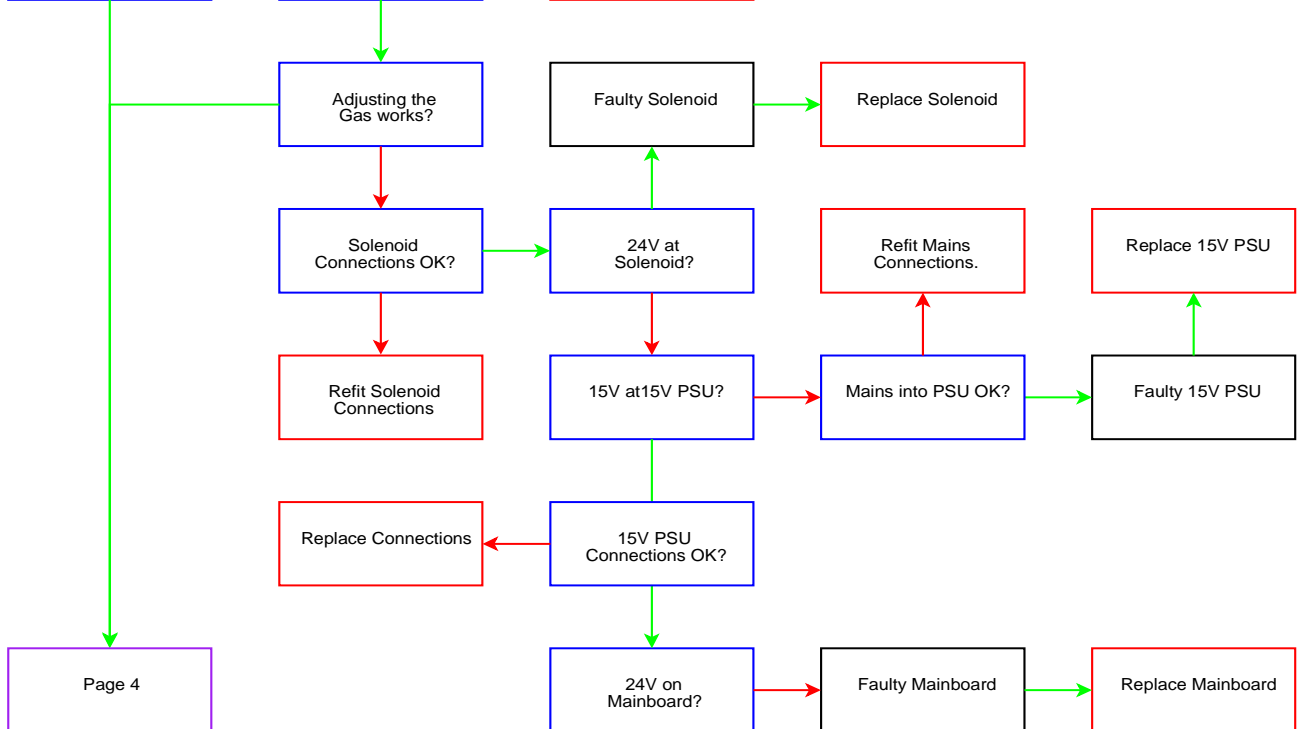 Adjusting the
Gas works?
Faulty Solenoid
Replace Solenoid
Solenoid
Connections OK?
24V at
Solenoid?
Refit Mains
Connections.
Replace 15V PSU
Refit Solenoid
Connections
15V at15V PSU?
Mains into PSU OK?
Faulty 15V PSU
Replace Connections
15V PSU
Connections OK?
Page 4
24V on
Mainboard?
Faulty Mainboard
Replace Mainboard